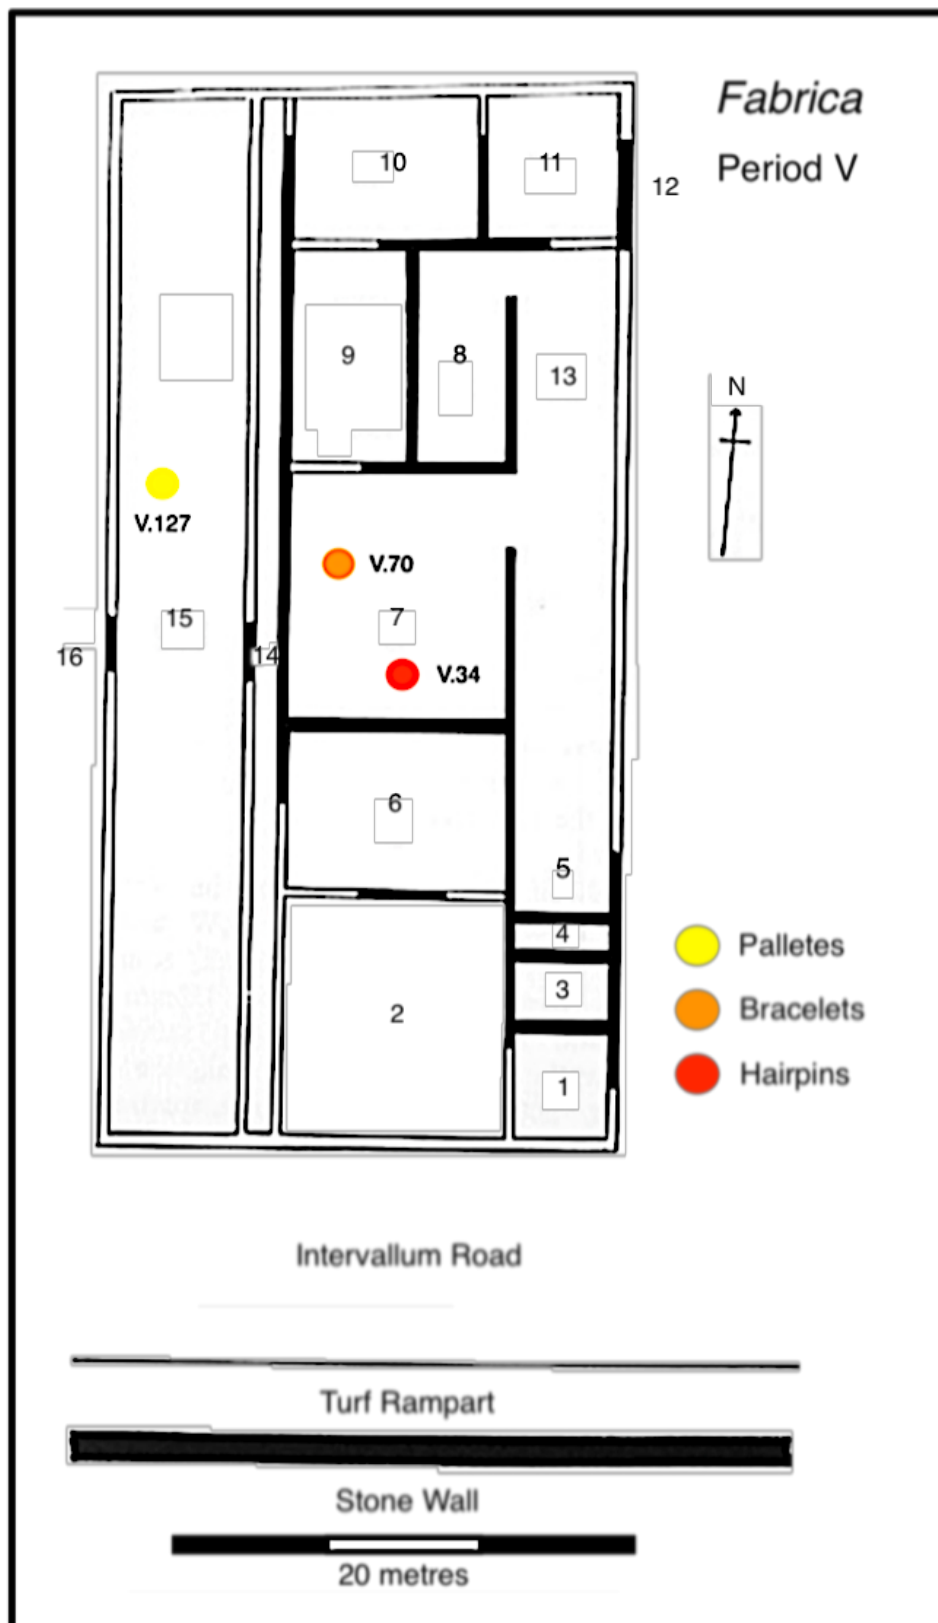 Fabrica
Period V
10
11
12
9
8
13
N
V.127
V.70
15
7
16
14
V.34
6
5
4
Palletes
3
2
Bracelets
1
Hairpins
Intervallum Road
Turf Rampart
Stone Wall
20 metres